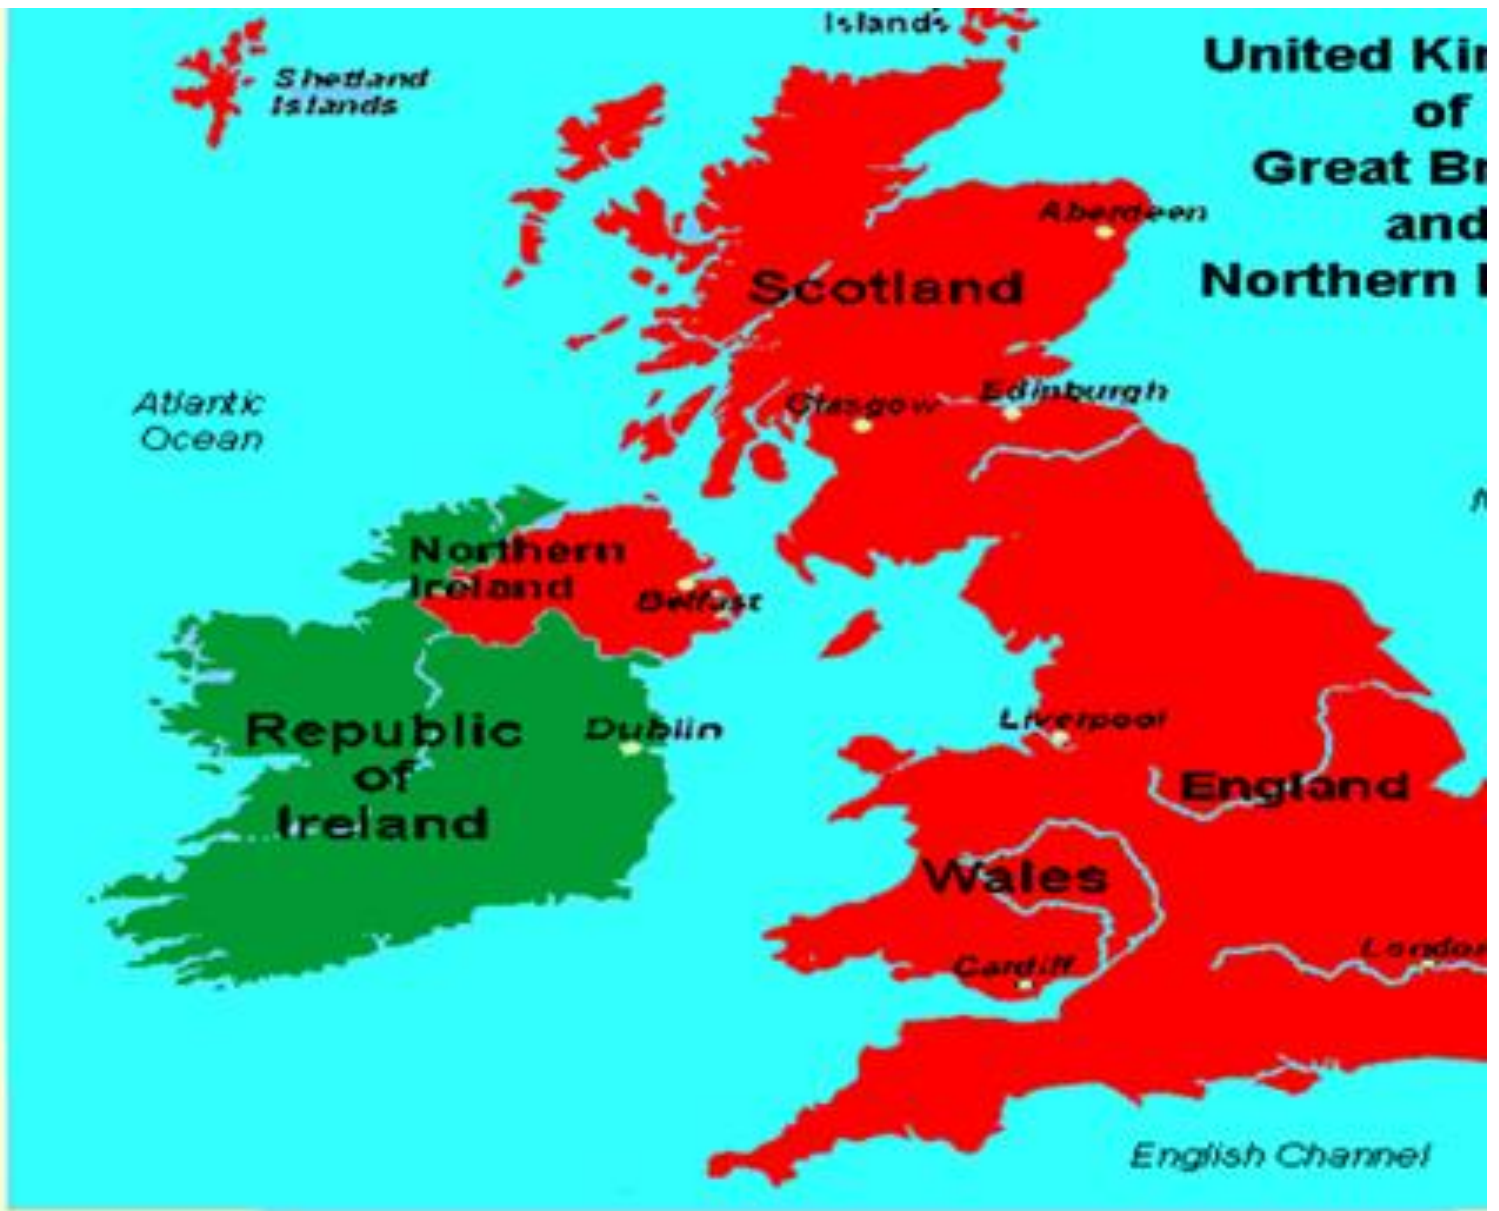 Islands
United Kin
of
Great Br
and
Northern I
Shetland
Islands
Aberdeen
Scotland
Atlantic
Ocean
Glasgow
Edinburgh
Northern
Ireland
Belfast
Republic
of
Ireland
Dublin
Liverpool
England
Wales
Cardiff
London
English Channel